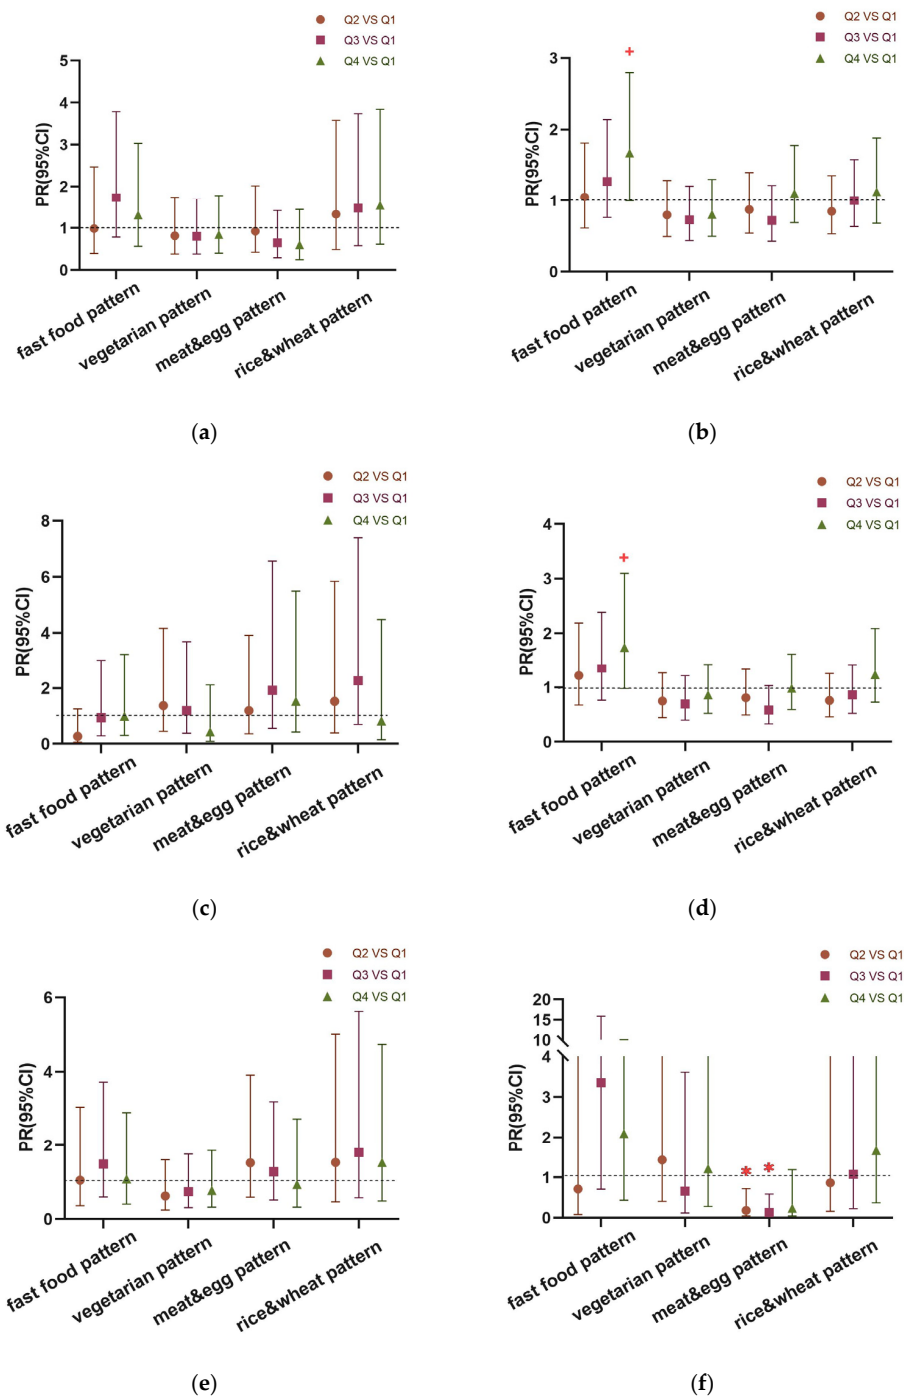 Q2 VS Q1
Q3 VS Q1
Q4 VS Q1
PR(95%CI)
5
4
3
2
1
0
fast food pattern
vegetarian pattern
meat&egg pattern
rice&wheat pattern
(a)
Q2 VS Q1
Q3 VS Q1
Q4 VS Q1
+
PR(95%CI)
3
2
1
0
fast food pattern
vegetarian pattern
meat&egg pattern
rice&wheat pattern
(b)
Q2 VS Q1
Q3 VS Q1
Q4 VS Q1
PR(95%CI)
8
6
4
2
0
fast food pattern
vegetarian pattern
meat&egg pattern
rice&wheat pattern
(c)
Q2 VS Q1
Q3 VS Q1
Q4 VS Q1
+
PR(95%CI)
4
3
2
1
0
fast food pattern
vegetarian pattern
meat&egg pattern
rice&wheat pattern
(d)
Q2 VS Q1
Q3 VS Q1
Q4 VS Q1
PR(95%CI)
6
4
2
0
fast food pattern
vegetarian pattern
meat&egg pattern
rice&wheat pattern
(e)
Q2 VS Q1
Q3 VS Q1
Q4 VS Q1
PR(95%CI)
20
15
10
4
3
2
1
0
* *
fast food pattern
vegetarian pattern
meat&egg pattern
rice&wheat pattern
(f)